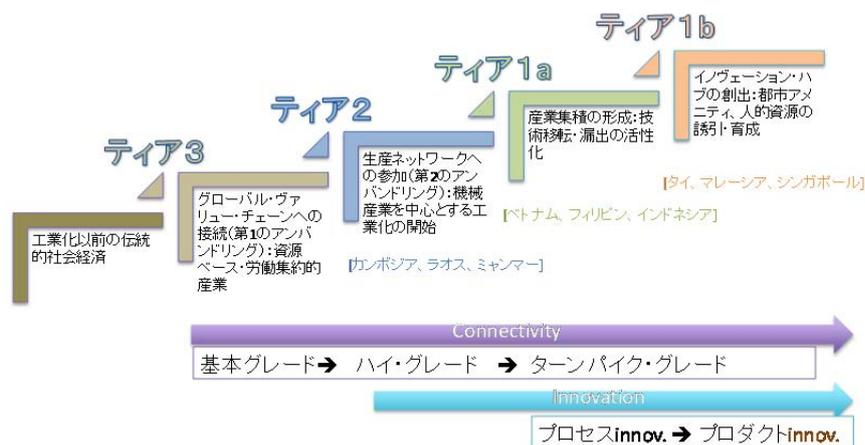 ティア1b
ティア1a
ティア2
ティア3
イノヴェーション・ハ
ブの創出:都市アメ
ニティ、人的資源の
誘引・育成
産業集積の形成:技
術移転・漏出の活性
化
生産ネットワークへ
の参加(第2のアン
バンドリング):機械
産業を中心とする工
業化の開始
グローバル・ヴァ
リュー・チェーンへの
接続(第1のアンバ
ンドリング):資源
ベース・労働集約的
産業
工業化以前の伝統
的社会経済
[タイ、マレーシア、シンガポール]
[ベトナム、フィリピン、インドネシア]
[カンボジア、ラオス、ミャンマー]
Connectivity
基本グレード➔ ハイ・グレード ➔ ターンパイク・グレード
Innovation
プロセスinnov. ➔ プロダクトinnov.